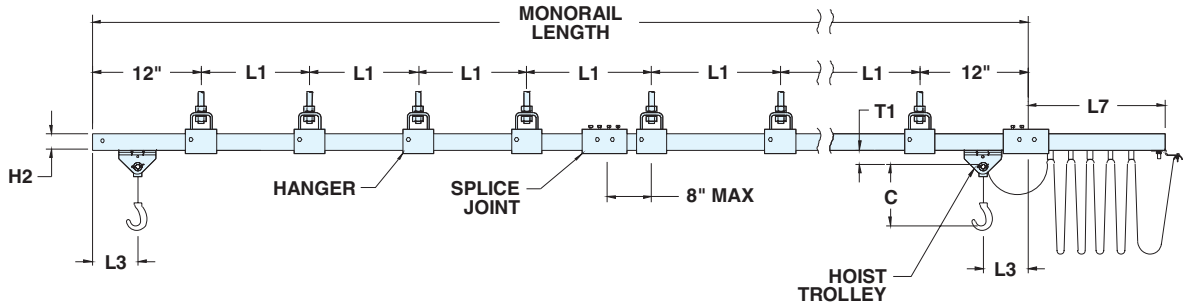 MONORAIL
LENGTH
12"
L1
L1
L1
L1
L1
L1
12"
T1
L7
H2
HANGER
SPLICE
JOINT
8" MAX
C
L3
L3
HOIST
TROLLEY